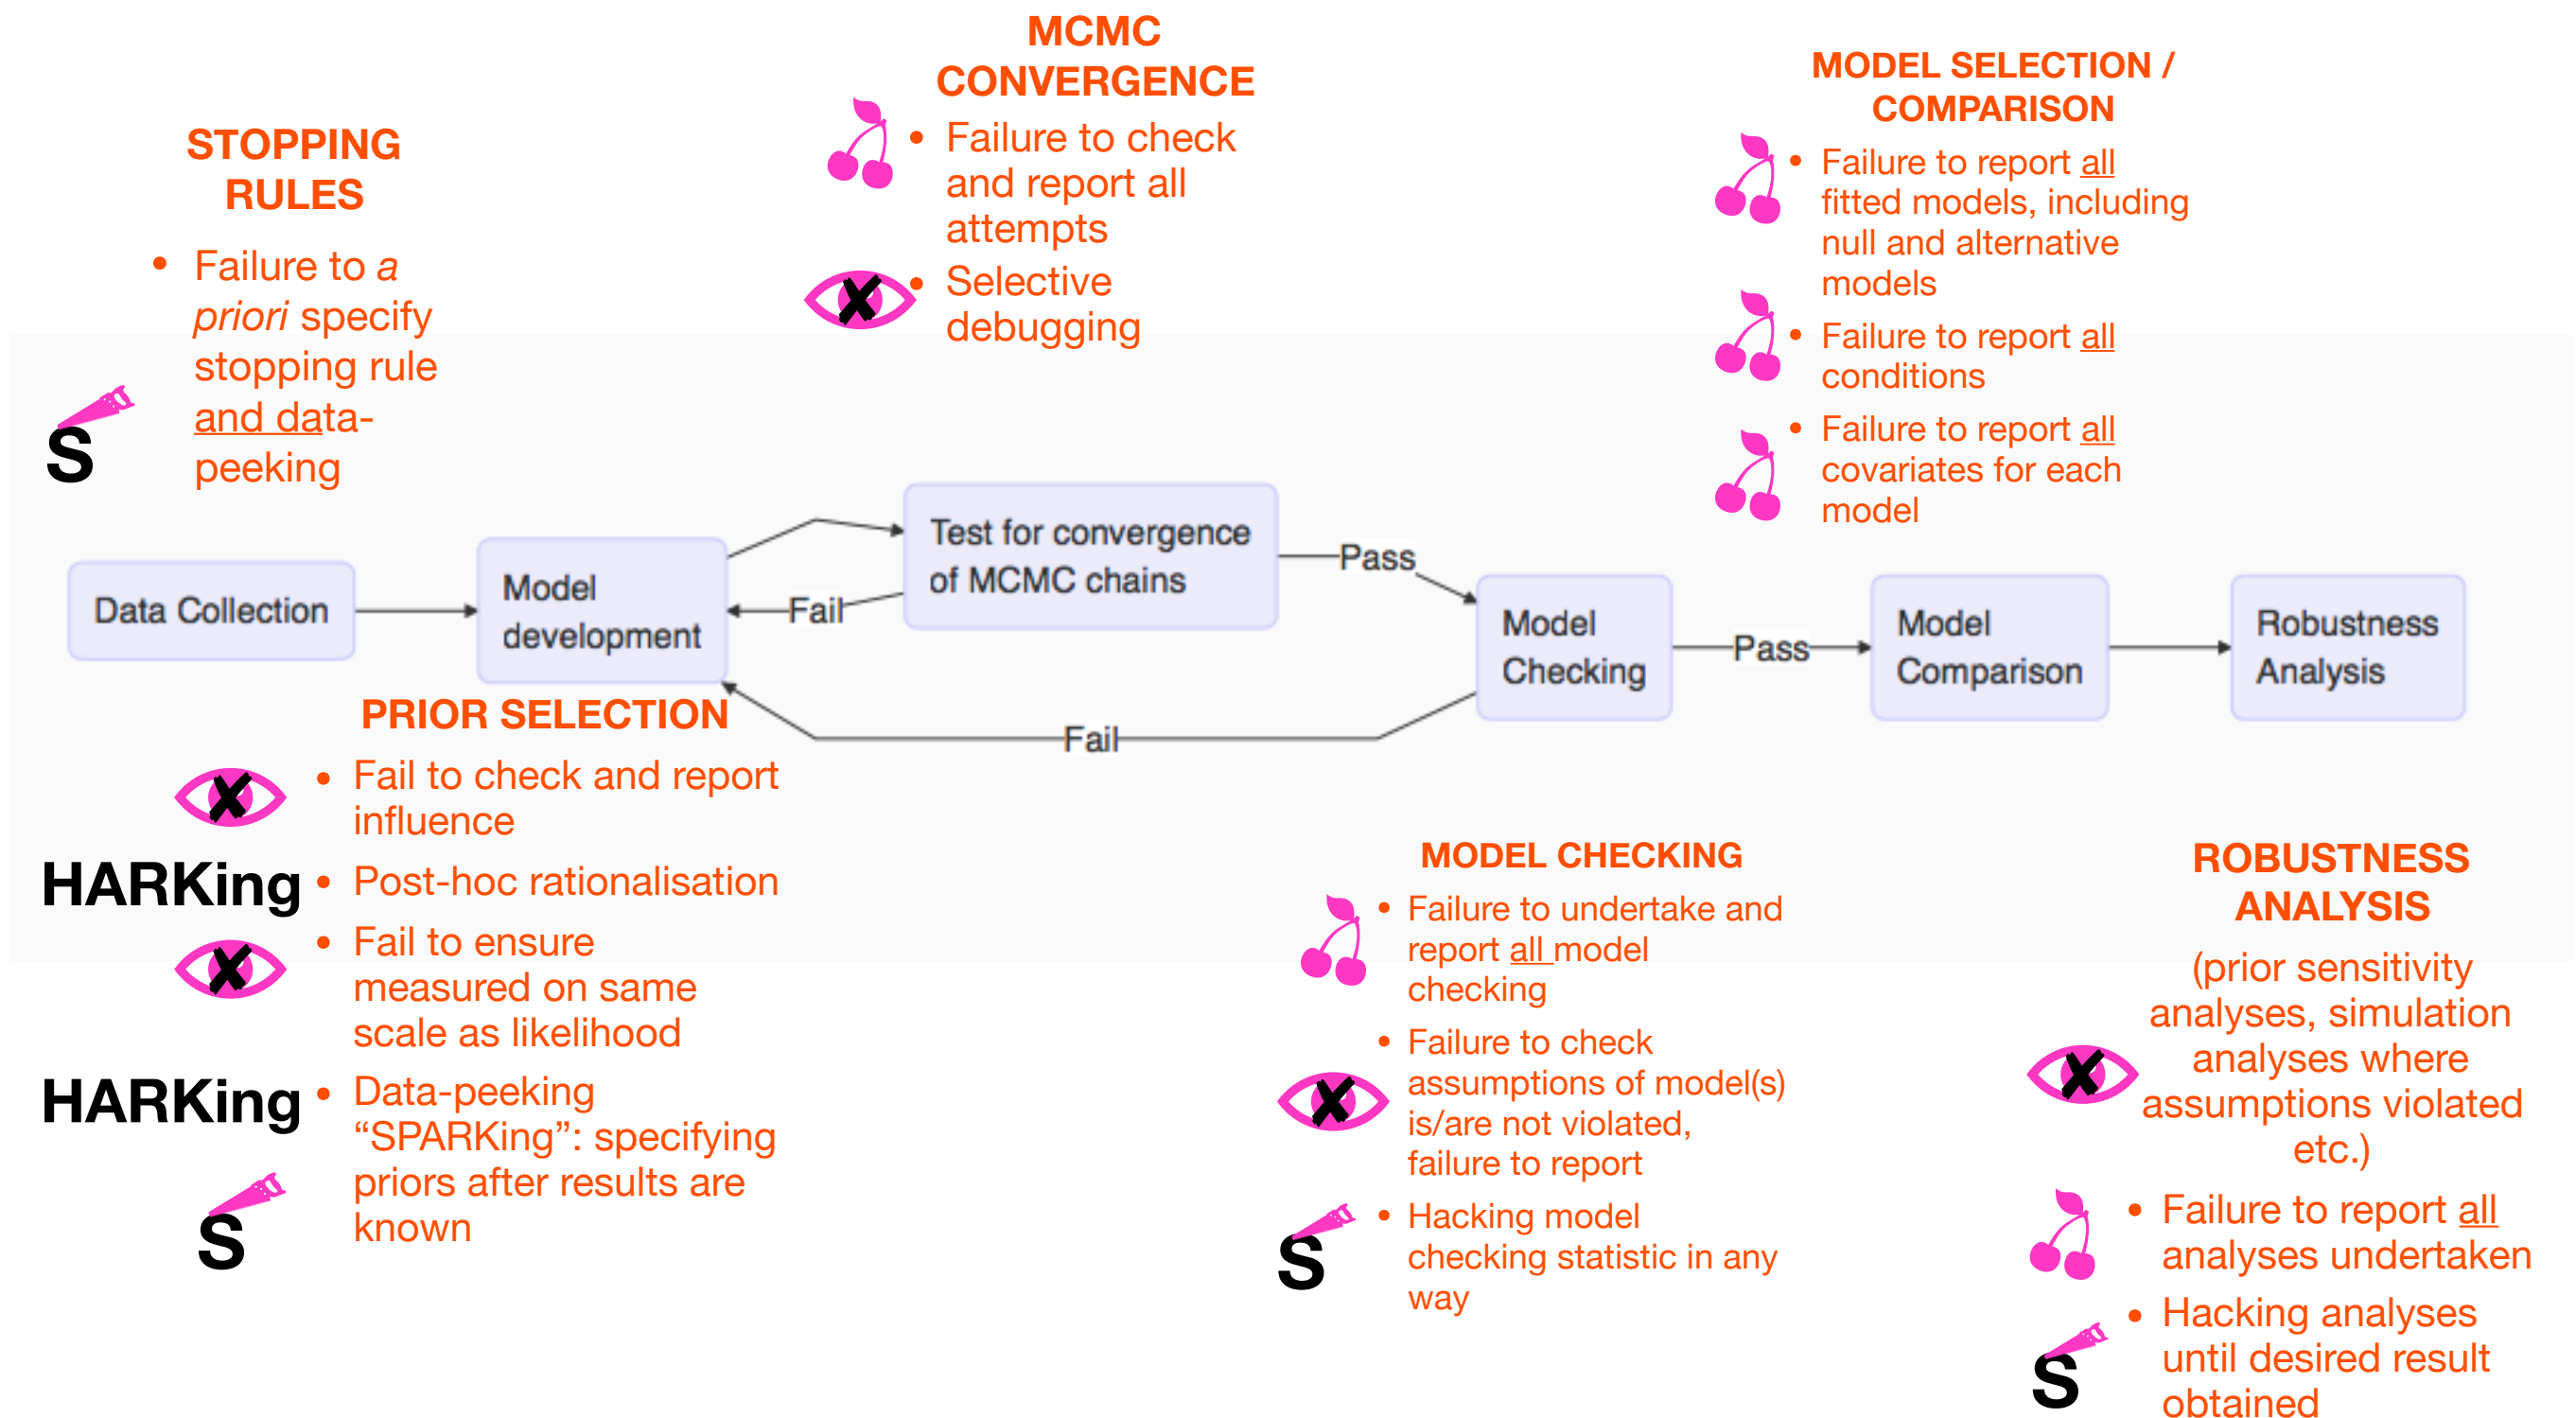 MCMC
CONVERGENCE
• Failure to check
and report all
attempts
• Selective
debugging
MODEL SELECTION /
COMPARISON
• Failure to report all
fitted models, including
null and alternative
models
• Failure to report all
conditions
• Failure to report all
covariates for each
model
STOPPING
RULES
• Failure to a
priori specify
stopping rule
and data-
peeking
S
Data Collection
Model
development
Test for convergence
of MCMC chains
Fail
Pass
Model
Checking
Pass
Model
Comparison
Robustness
Analysis
Fail
PRIOR SELECTION
• Fail to check and report
influence
HARKing
• Post-hoc rationalisation
• Fail to ensure
measured on same
scale as likelihood
HARKing
• Data-peeking
“SPARKing”: specifying
priors after results are
known
S
MODEL CHECKING
• Failure to undertake and
report all model
checking
• Failure to check
assumptions of model(s)
is/are not violated,
failure to report
• Hacking model
checking statistic in any
way
S
ROBUSTNESS
ANALYSIS
(prior sensitivity
analyses, simulation
analyses where
assumptions violated
etc.)
• Failure to report all
analyses undertaken
• Hacking analyses
until desired result
obtained
S